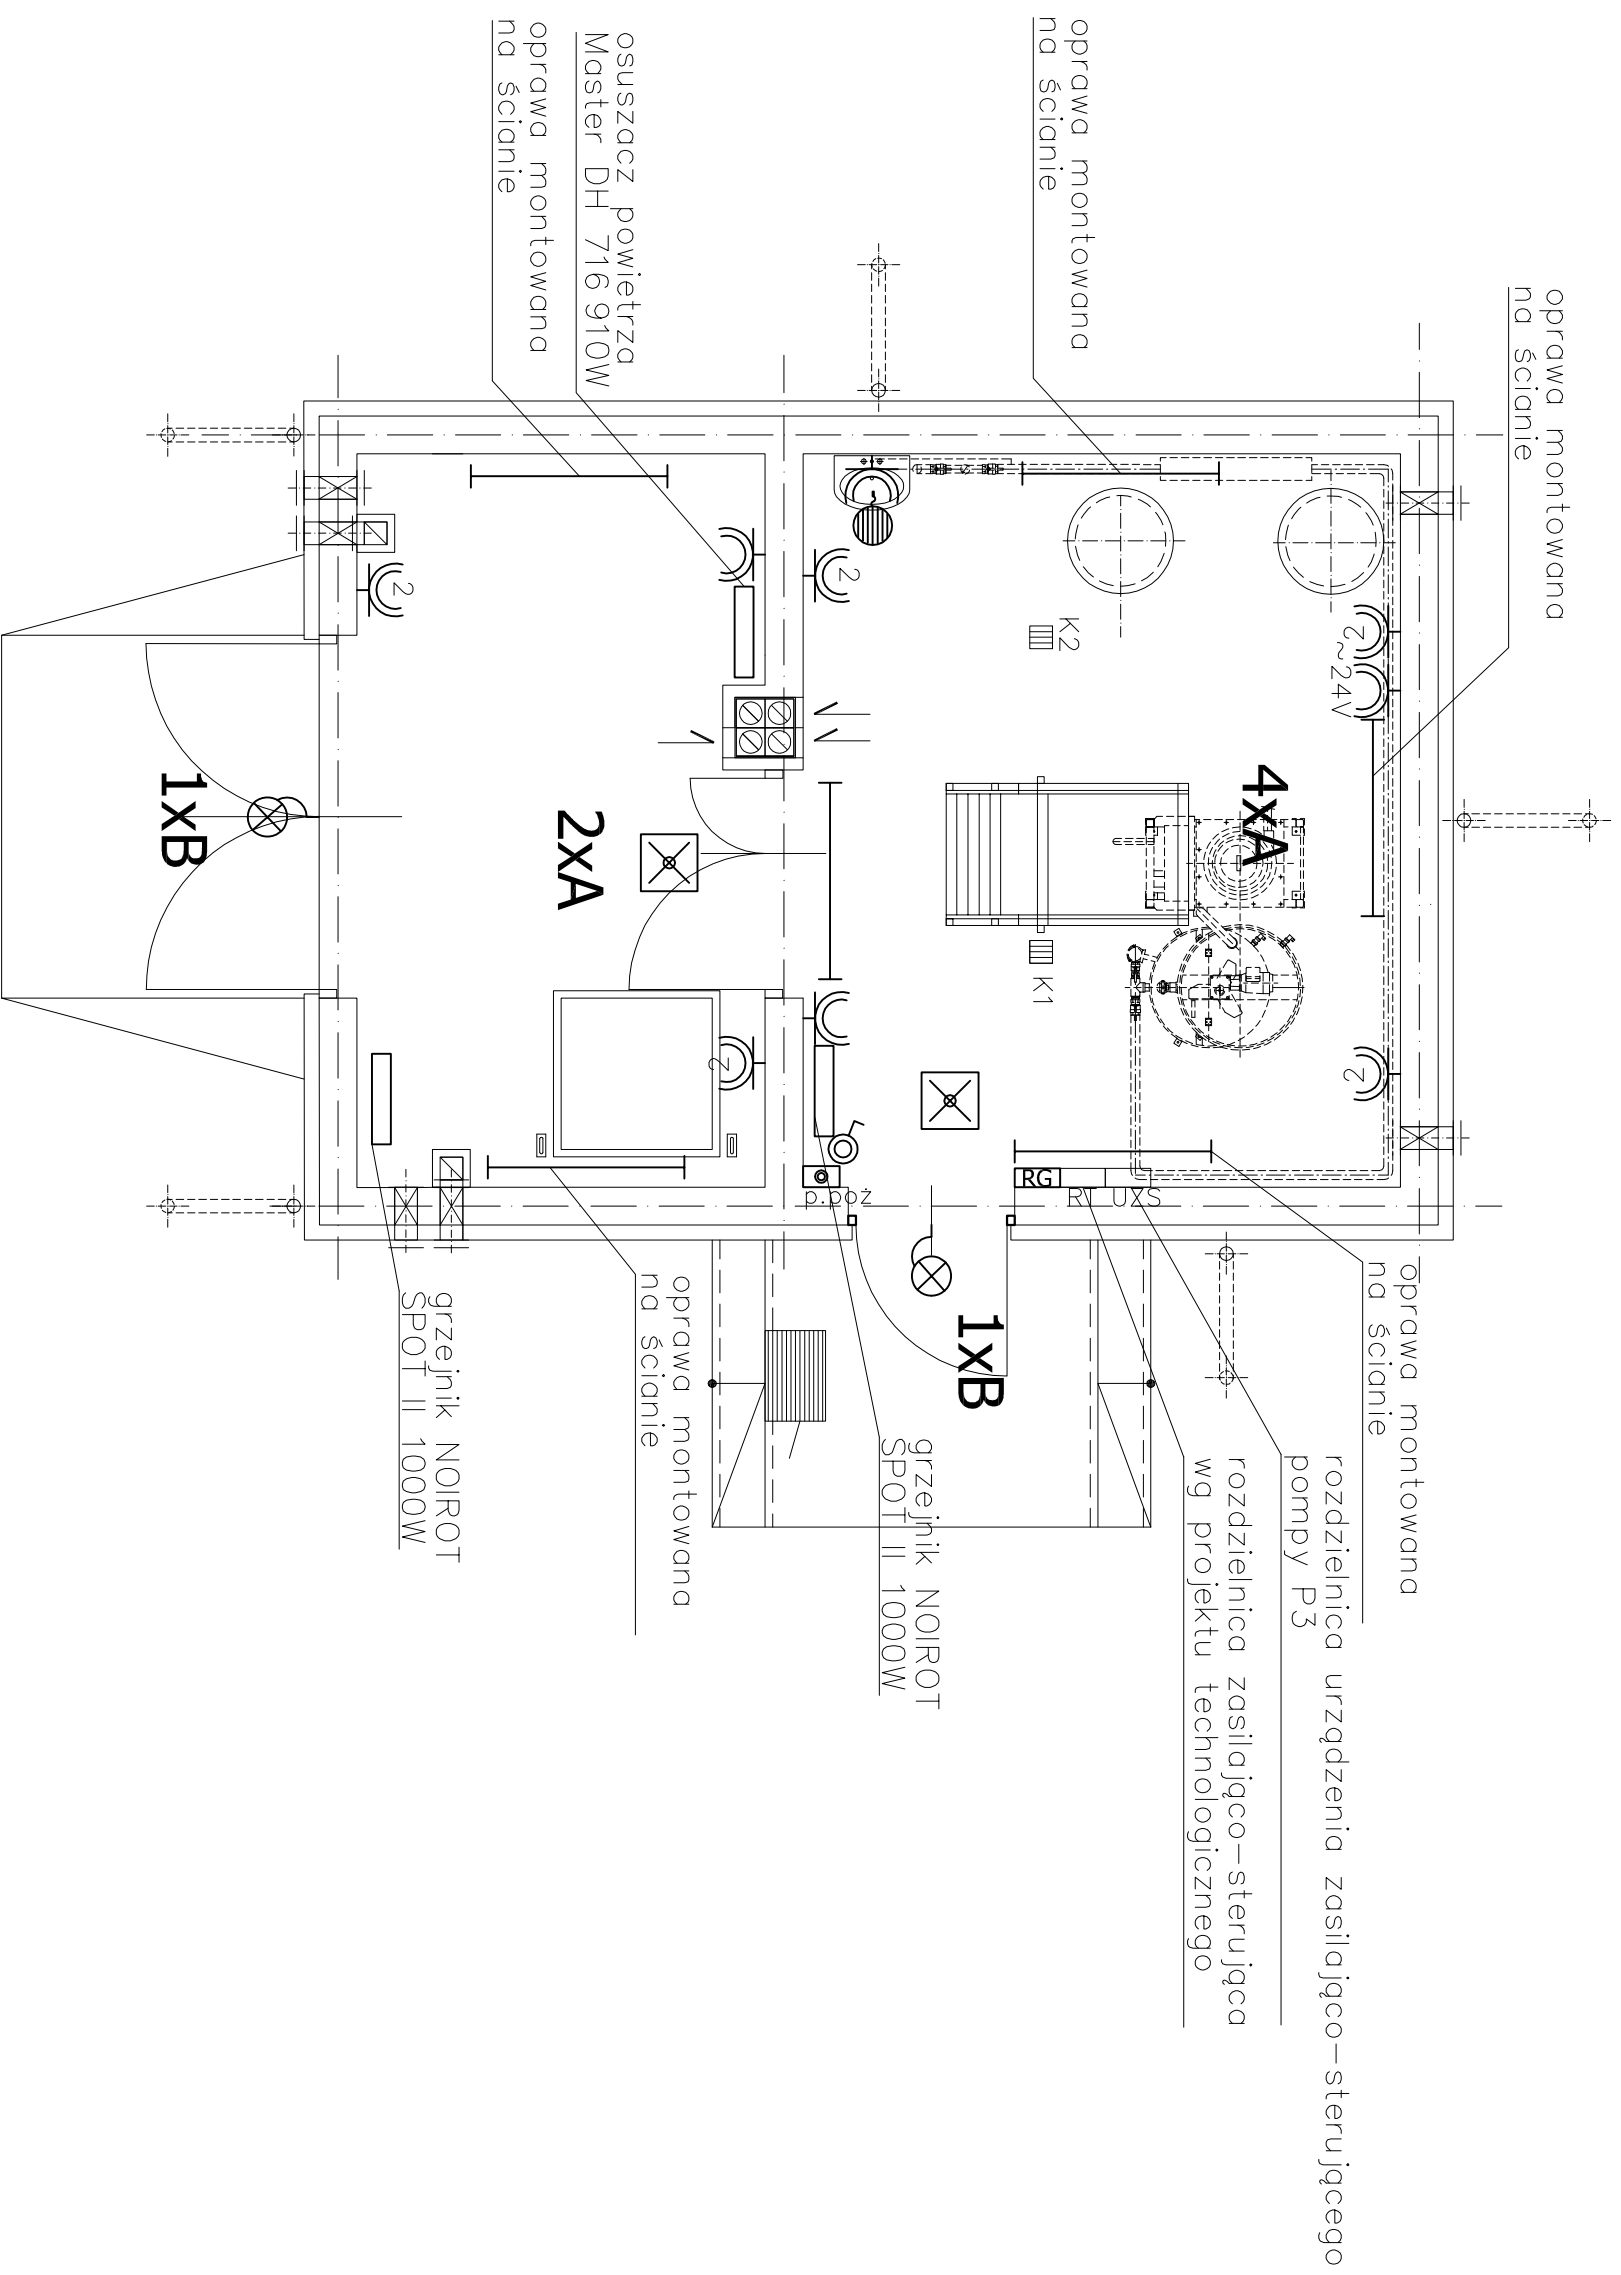 oprawa montowana
na ścianie
oprawa montowana
na ścianie
osuszacz powietrza
Master DH 716 910W
oprawa montowana
na ścianie
2
~24V
2
K2
2
2
4xA
1xB
2xA
K1
2
2
RG
RT
UZS
p.poż
1xB
oprawa montowana
na ścianie
rozdzielnica urządzenia zasilająco-sterującego
pompy P3
rozdzielnica zasilająco-sterująca
wg projektu technologicznego
grzejnik NOIROT
SPOT II 1000W
oprawa montowana
na ścianie
grzejnik NOIROT
SPOT II 1000W